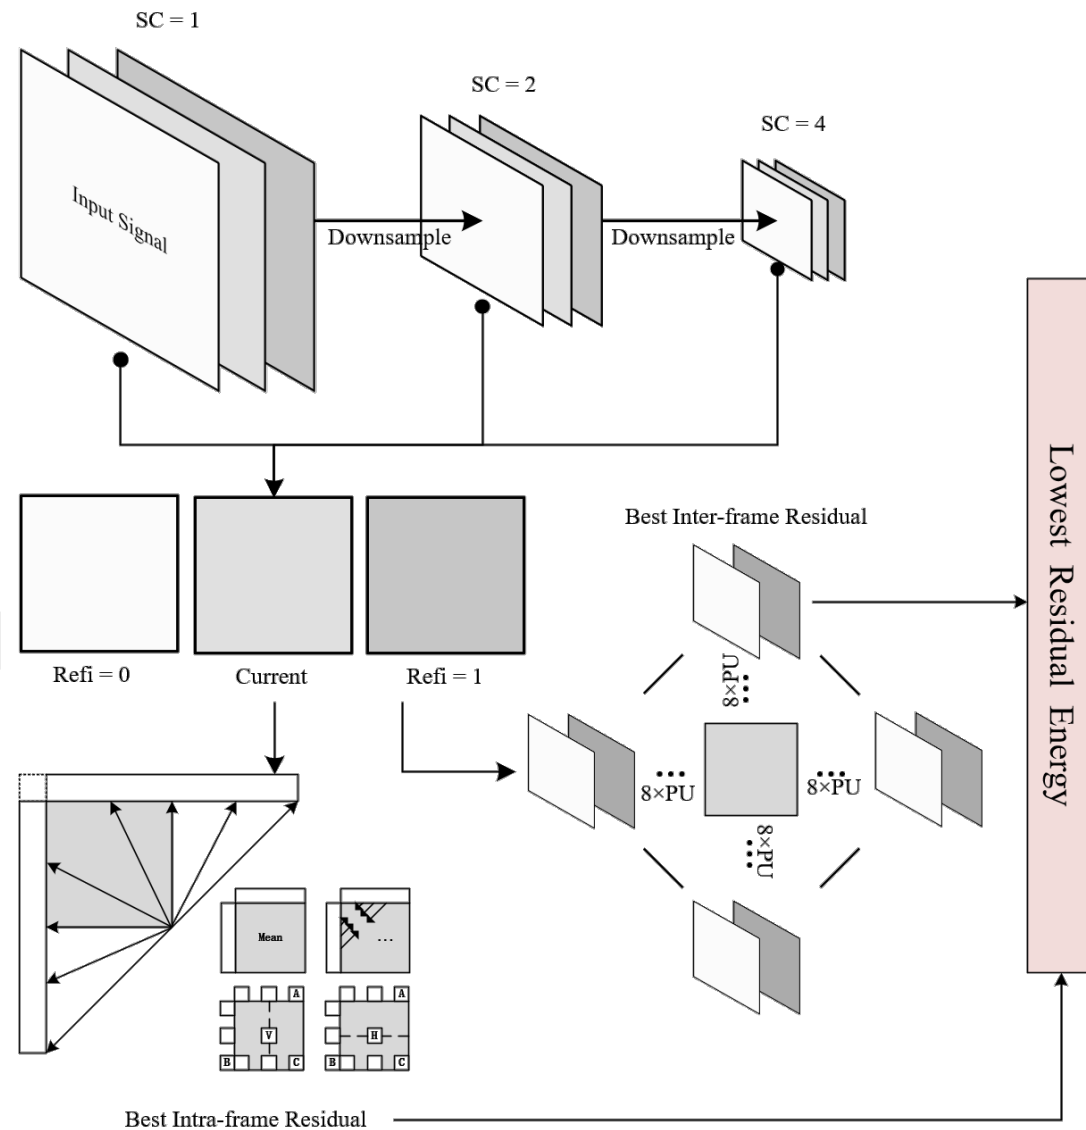 SC = 1
SC = 2
SC = 4
Input Signal
Downsample
Downsample
Best Inter-frame Residual
Refi = 0
Current
Refi = 1
8×PU
8×PU
8×PU
8×PU
Lowest Residual Energy
Mean
...
A
V
B
C
A
H
B
C
Best Intra-frame Residual